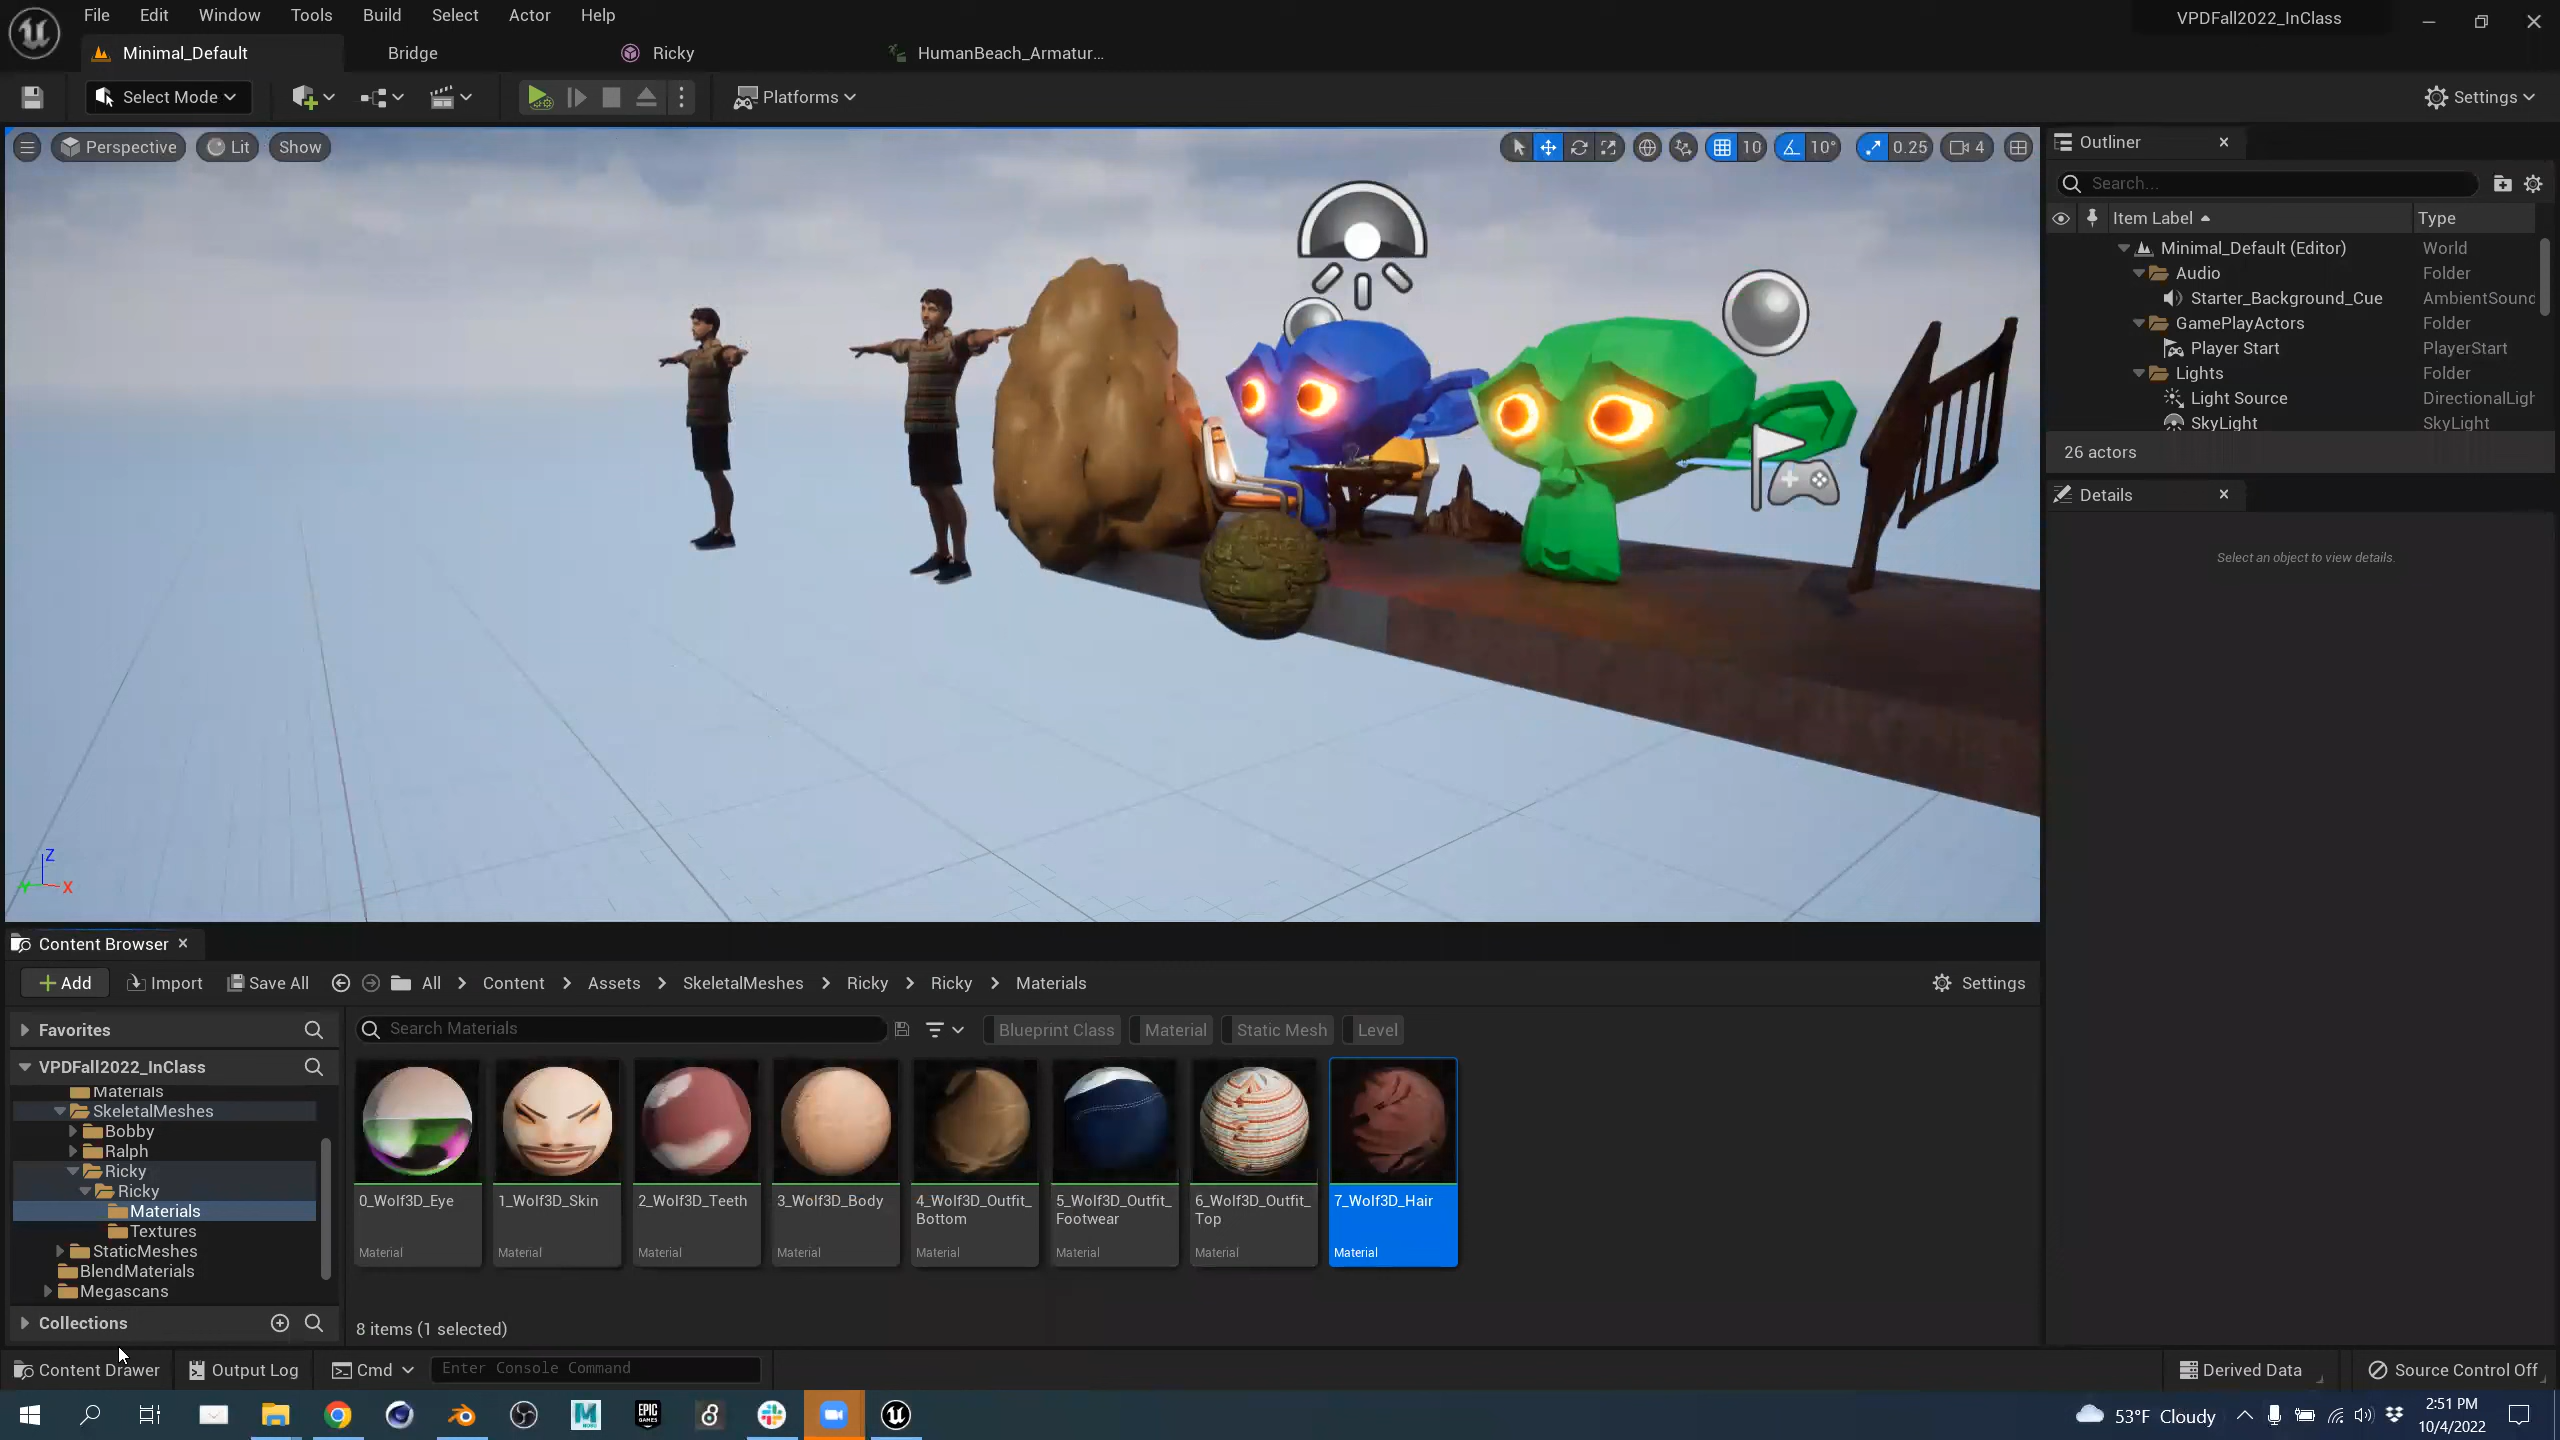 File Edit Window Tools Build Select Actor Help
VPDFall2022_InClass
Minimal_Default
Bridge
Ricky
HumanBeach_Armatur...
Select Mode
Platforms
Settings
Perspective
Lit
Show
10
10°
0.25
4
Z
X
Outliner
Search...
Item Label
Type
Minimal_Default (Editor) World
Audio Folder
Starter_Background_Cue AmbientSound
GamePlayActors Folder
Player Start PlayerStart
Lights Folder
Light Source DirectionalLigh
SkyLight SkyLight
26 actors
Details
Select an object to view details.
Content Browser
Add
Import
Save All
All > Content > Assets > SkeletalMeshes > Ricky > Ricky > Materials
Settings
Favorites
Search Materials
Blueprint Class
Material
Static Mesh
Level
VPDFall2022_InClass
Materials
SkeletalMeshes
Bobby
Ralph
Ricky
Ricky
Materials
Textures
StaticMeshes
BlendMaterials
Megascans
Collections
0_Wolf3D_Eye
Material
1_Wolf3D_Skin
Material
2_Wolf3D_Teeth
Material
3_Wolf3D_Body
Material
4_Wolf3D_Outfit_
Bottom
Material
5_Wolf3D_Outfit_
Footwear
Material
6_Wolf3D_Outfit_
Top
Material
7_Wolf3D_Hair
Material
8 items (1 selected)
Content Drawer
Output Log
Cmd
Enter Console Command
Derived Data
Source Control Off
EPIC
GAMES
53°F Cloudy
2:51 PM
10/4/2022